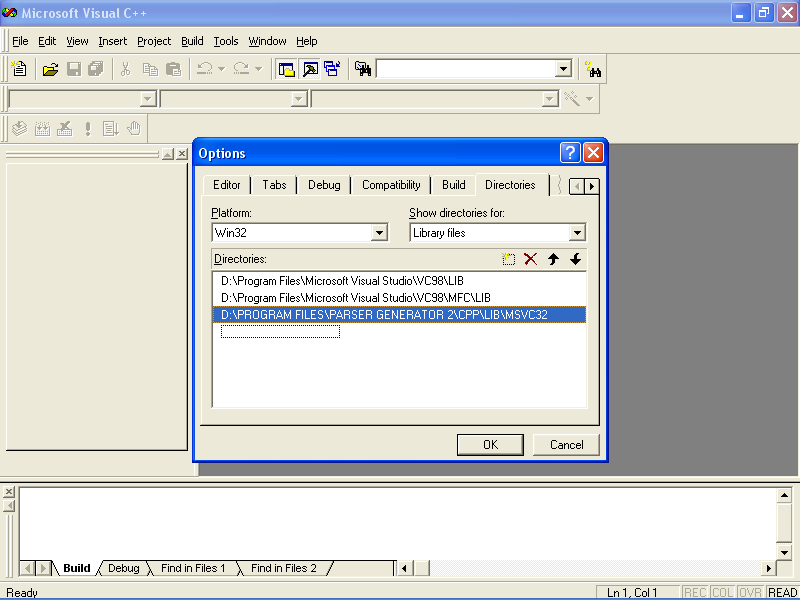 Microsoft Visual C++
File Edit View Insert Project Build Tools Window Help
Options
Editor Tabs Debug Compatibility Build Directories
Platform: Show directories for:
Win32 Library files
Directories:
D:\Program Files\Microsoft Visual Studio\VC98\LIB
D:\Program Files\Microsoft Visual Studio\VC98\MFC\LIB
D:\PROGRAM FILES\PARSER GENERATOR 2\CPP\LIB\MSVC32
OK Cancel
Build Debug Find in Files 1 Find in Files 2
Ready Ln 1, Col 1 REC COL OVR READ